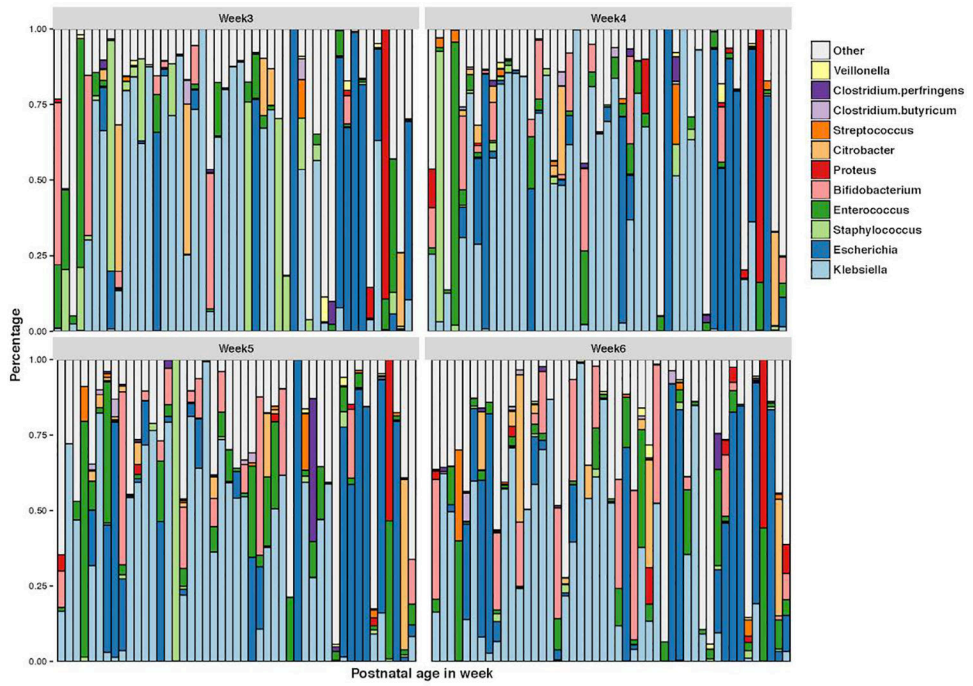 Week3
Week4
1.00
0.75
0.50
0.25
0.00
Week5
Week6
1.00
0.75
0.50
0.25
0.00
Percentage
Postnatal age in week
Other
Veillonella
Clostridium.perfringens
Clostridium.butyricum
Streptococcus
Citrobacter
Proteus
Bifidobacterium
Enterococcus
Staphylococcus
Escherichia
Klebsiella